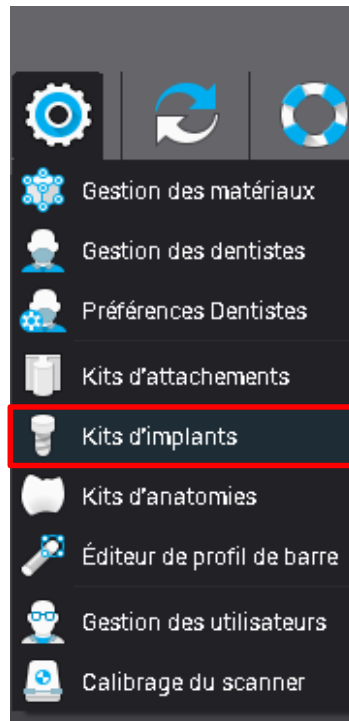 Gestion des matériaux
Gestion des dentistes
Préférences Dentistes
Kits d'attachements
Kits d'implants
Kits d'anatomies
Éditeur de profil de barre
Gestion des utilisateurs
Calibrage du scanner